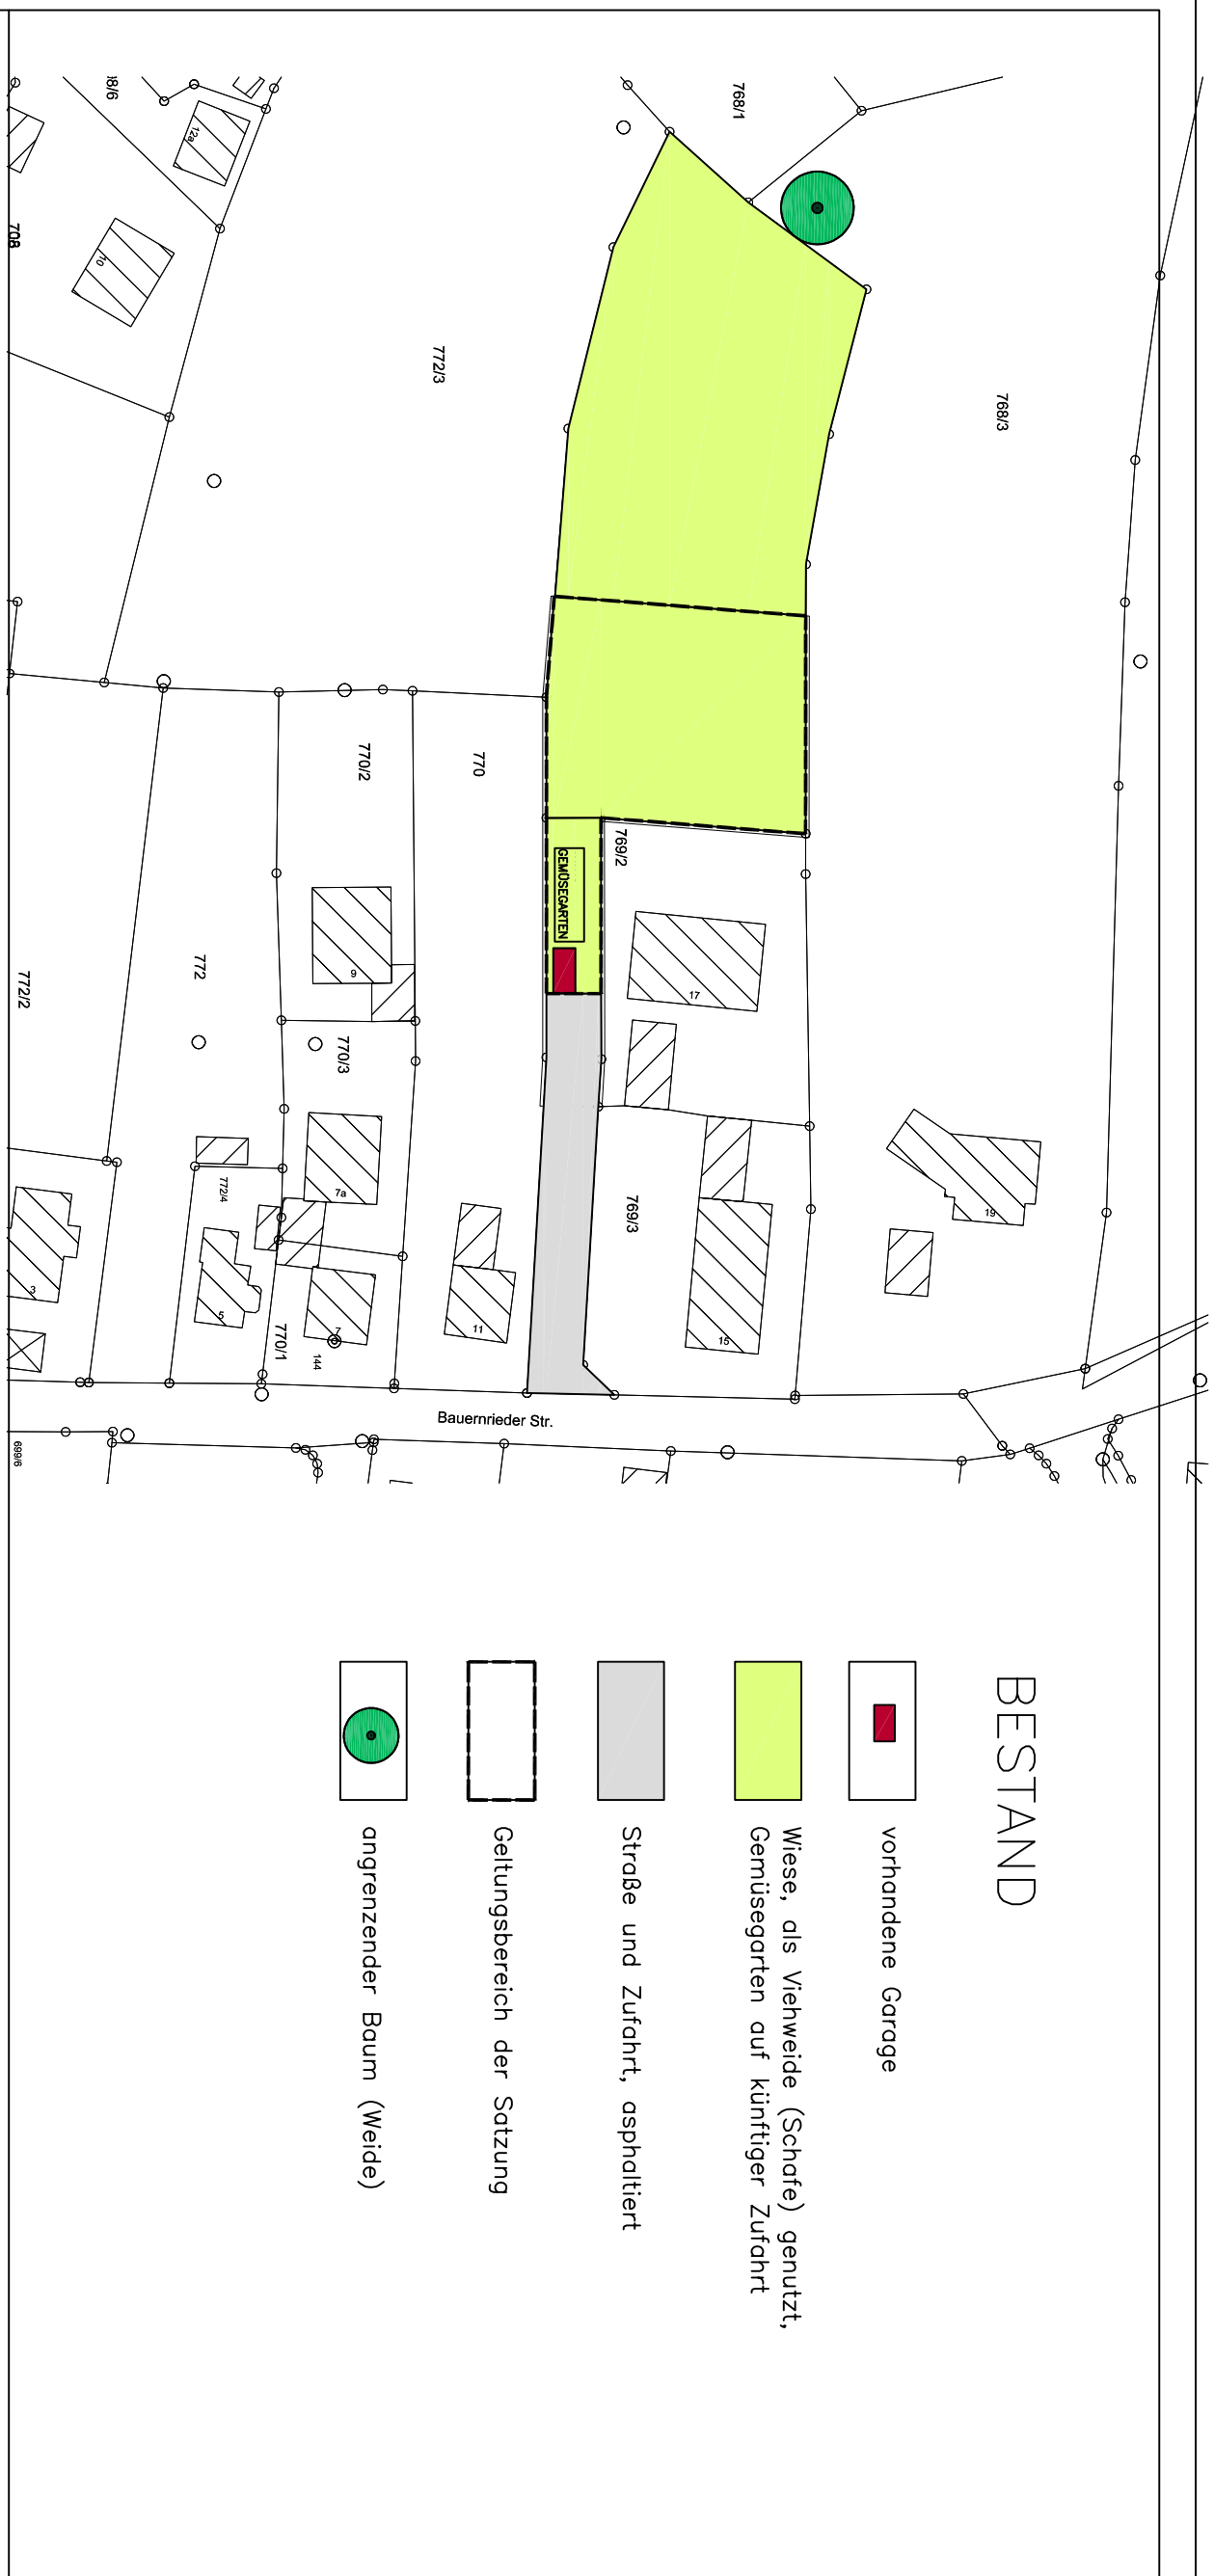 BESTAND
vorhandene Garage
Wiese, als Viehweide (Schafe) genutzt,
Gemüsegarten auf künftiger Zufahrt
Straße und Zufahrt, asphaltiert
Geltungsbereich der Satzung
angrenzender Baum (Weide)
768/1
768/3
772/3
12a
10
708
769/2
GEMÜSEGARTEN
770
770/2
17
9
772
772/2
770/3
7a
772/4
769/3
19
15
11
7
5
3
770/1
144
Bauernrieder Str.
699/6